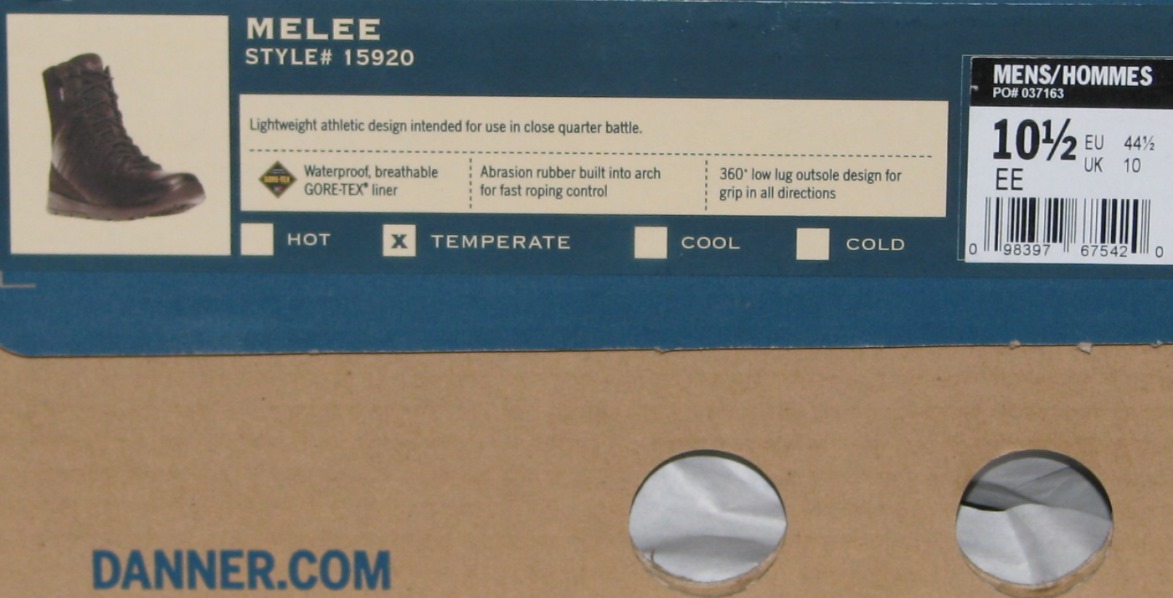 MELEE
STYLE# 15920
Lightweight athletic design intended for use in close quarter battle.
GORE-TEX
Waterproof, breathable
GORE-TEX® liner
Abrasion rubber built into arch
for fast roping control
360° low lug outsole design for
grip in all directions
HOT
X TEMPERATE
COOL
COLD
MENS/HOMMES
PO# 037163
10½ EU 44½
UK 10
EE
0 98397 67542 0
DANNER.COM